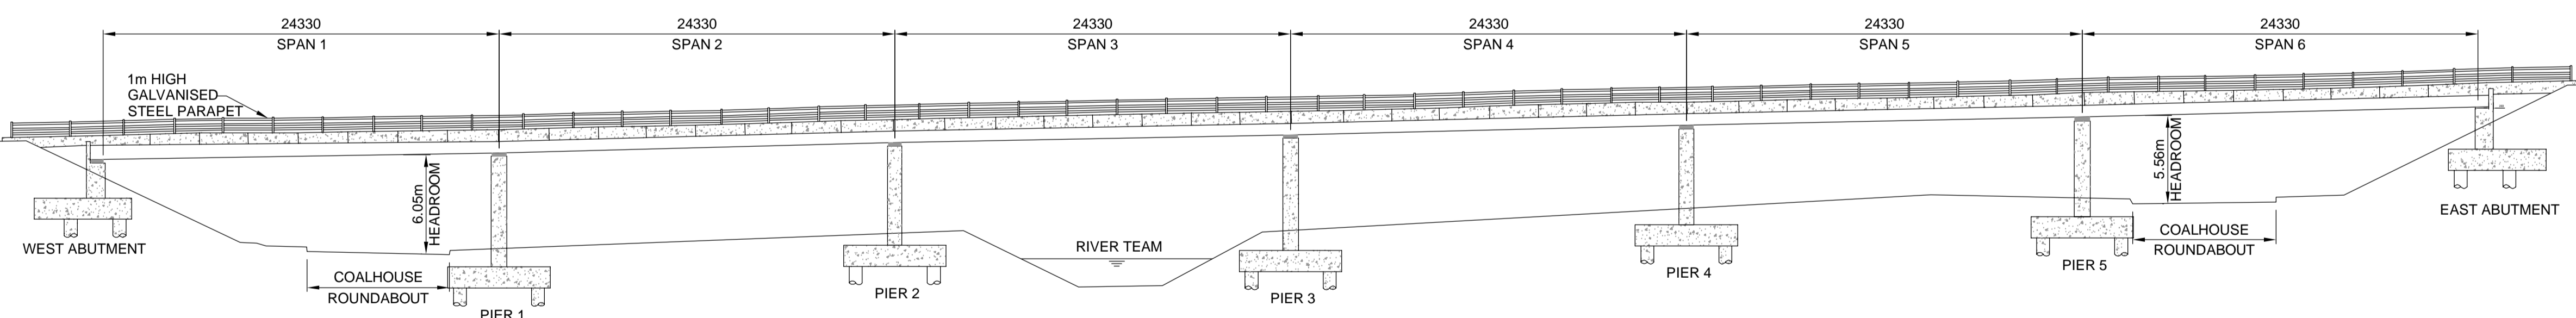 24330
SPAN 1
24330
SPAN 2
24330
SPAN 3
24330
SPAN 4
24330
SPAN 5
24330
SPAN 6
1m HIGH
GALVANISED
STEEL PARAPET
6.05m
HEADROOM
5.56m
HEADROOM
WEST ABUTMENT
COALHOUSE
ROUNDABOUT
PIER 1
PIER 2
RIVER TEAM
PIER 3
PIER 4
PIER 5
COALHOUSE
ROUNDABOUT
EAST ABUTMENT